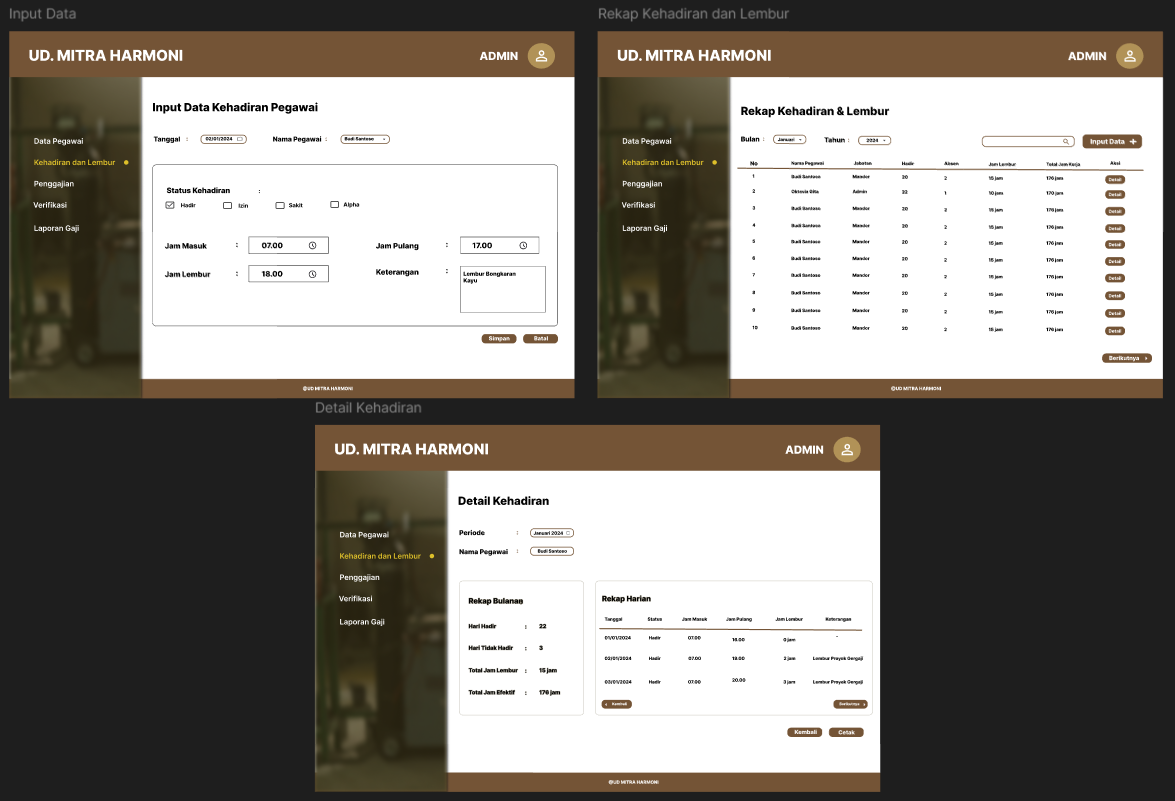 Input Data
UD. MITRA HARMONI
ADMIN
Data Pegawai
Kehadiran dan Lembur
Penggajian
Verifikasi
Laporan Gaji
Input Data Kehadiran Pegawai
Tanggal : 02/01/2024 Nama Pegawai : Budi Santoso
Status Kehadiran :
Hadir Izin Sakit Alpha
Jam Masuk : 07.00 Jam Pulang : 17.00
Jam Lembur : 18.00 Keterangan : Lembur Bongkaran
Kayu
Simpan Batal
@UD MITRA HARMONI
Rekap Kehadiran dan Lembur
UD. MITRA HARMONI
ADMIN
Data Pegawai
Kehadiran dan Lembur
Penggajian
Verifikasi
Laporan Gaji
Rekap Kehadiran & Lembur
Bulan : Januari Tahun : 2024 Input Data +
No Nama Pegawai Jabatan Hadir Absen Jam Lembur Total Jam Kerja Aksi
1 Budi Santoso Mandor 20 2 15 jam 176 jam Detail
2 Oktavia Gita Admin 22 1 10 jam 170 jam Detail
3 Budi Santoso Mandor 20 2 15 jam 176 jam Detail
4 Budi Santoso Mandor 20 2 15 jam 176 jam Detail
5 Budi Santoso Mandor 20 2 15 jam 176 jam Detail
6 Budi Santoso Mandor 20 2 15 jam 176 jam Detail
7 Budi Santoso Mandor 20 2 15 jam 176 jam Detail
8 Budi Santoso Mandor 20 2 15 jam 176 jam Detail
9 Budi Santoso Mandor 20 2 15 jam 176 jam Detail
10 Budi Santoso Mandor 20 2 15 jam 176 jam Detail
Berikutnya
@UD MITRA HARMONI
Detail Kehadiran
UD. MITRA HARMONI
ADMIN
Data Pegawai
Kehadiran dan Lembur
Penggajian
Verifikasi
Laporan Gaji
Detail Kehadiran
Periode : Januari 2024
Nama Pegawai : Budi Santoso
Rekap Bulanan
Hari Hadir : 22
Hari Tidak Hadir : 3
Total Jam Lembur : 15 jam
Total Jam Efektif : 176 jam
Rekap Harian
Tanggal Status Jam Masuk Jam Pulang Jam Lembur Keterangan
01/01/2024 Hadir 07.00 16.00 0 jam -
02/01/2024 Hadir 07.00 19.00 2 jam Lembur Proyek Gergaji
03/01/2024 Hadir 07.00 20.00 3 jam Lembur Proyek Gergaji
Kembali Berikutnya
Kembali Cetak
@UD MITRA HARMONI